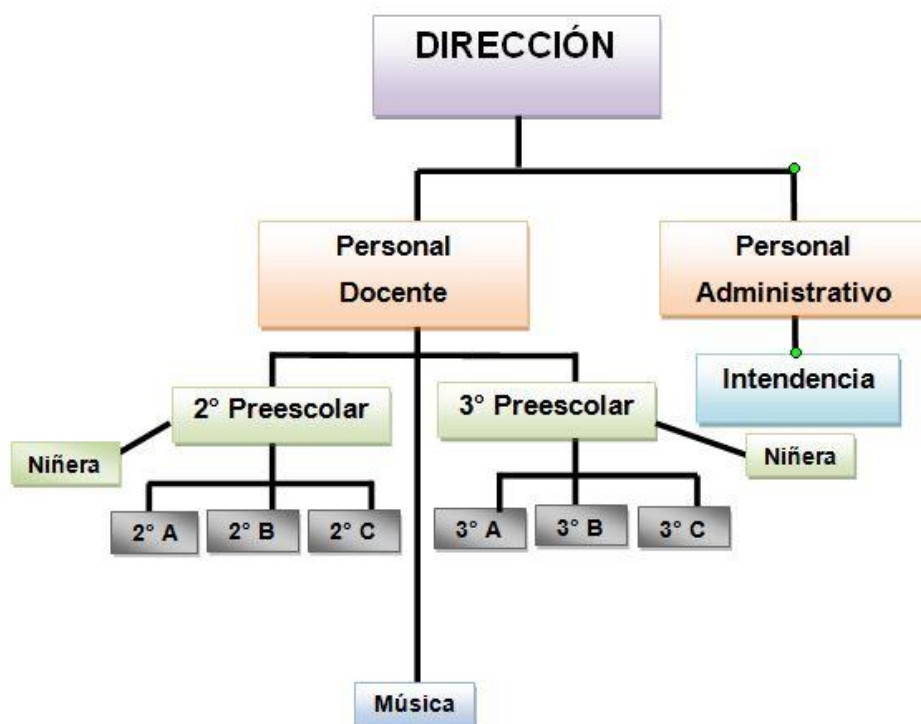 DIRECCIÓN
Personal
Docente
Personal
Administrativo
Intendencia
2° Preescolar
3° Preescolar
Niñera
Niñera
2° A
2° B
2° C
3° A
3° B
3° C
Música